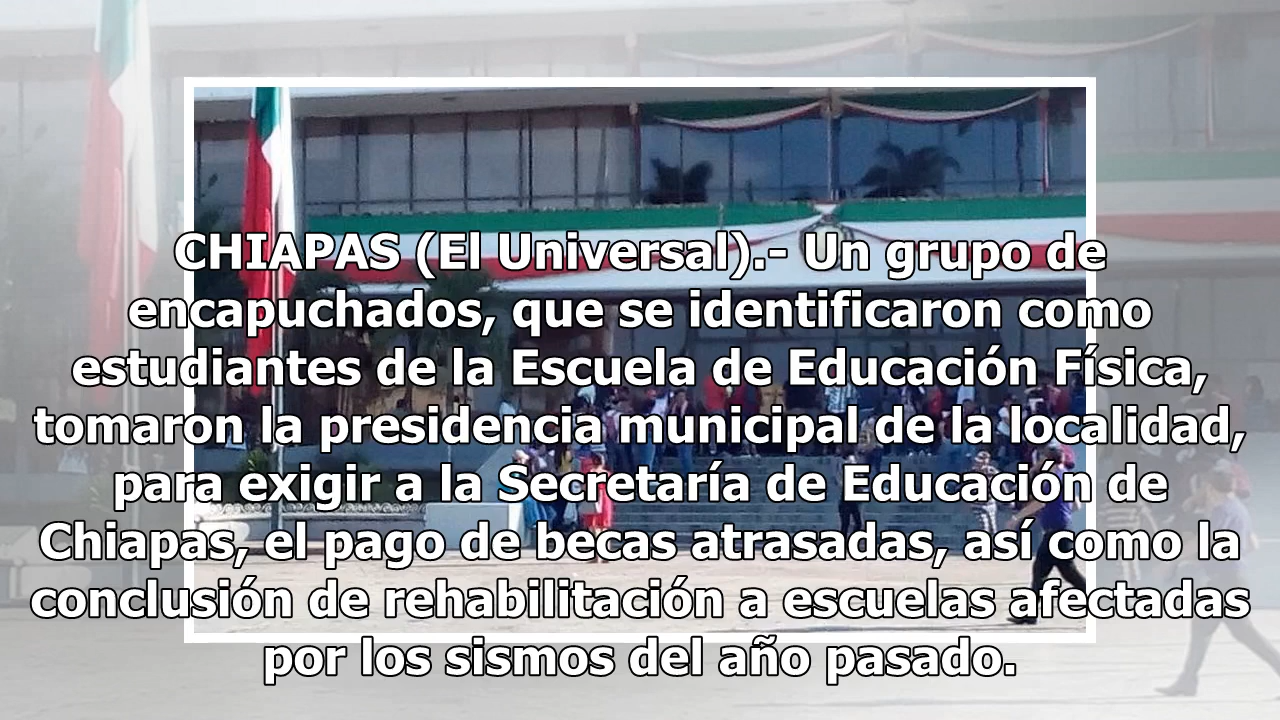 CHIAPAS (El Universal).- Un grupo de
encapuchados, que se identificaron como
estudiantes de la Escuela de Educación Física,
tomaron la presidencia municipal de la localidad,
para exigir a la Secretaría de Educación de
Chiapas, el pago de becas atrasadas, así como la
conclusión de rehabilitación a escuelas afectadas
por los sismos del año pasado.